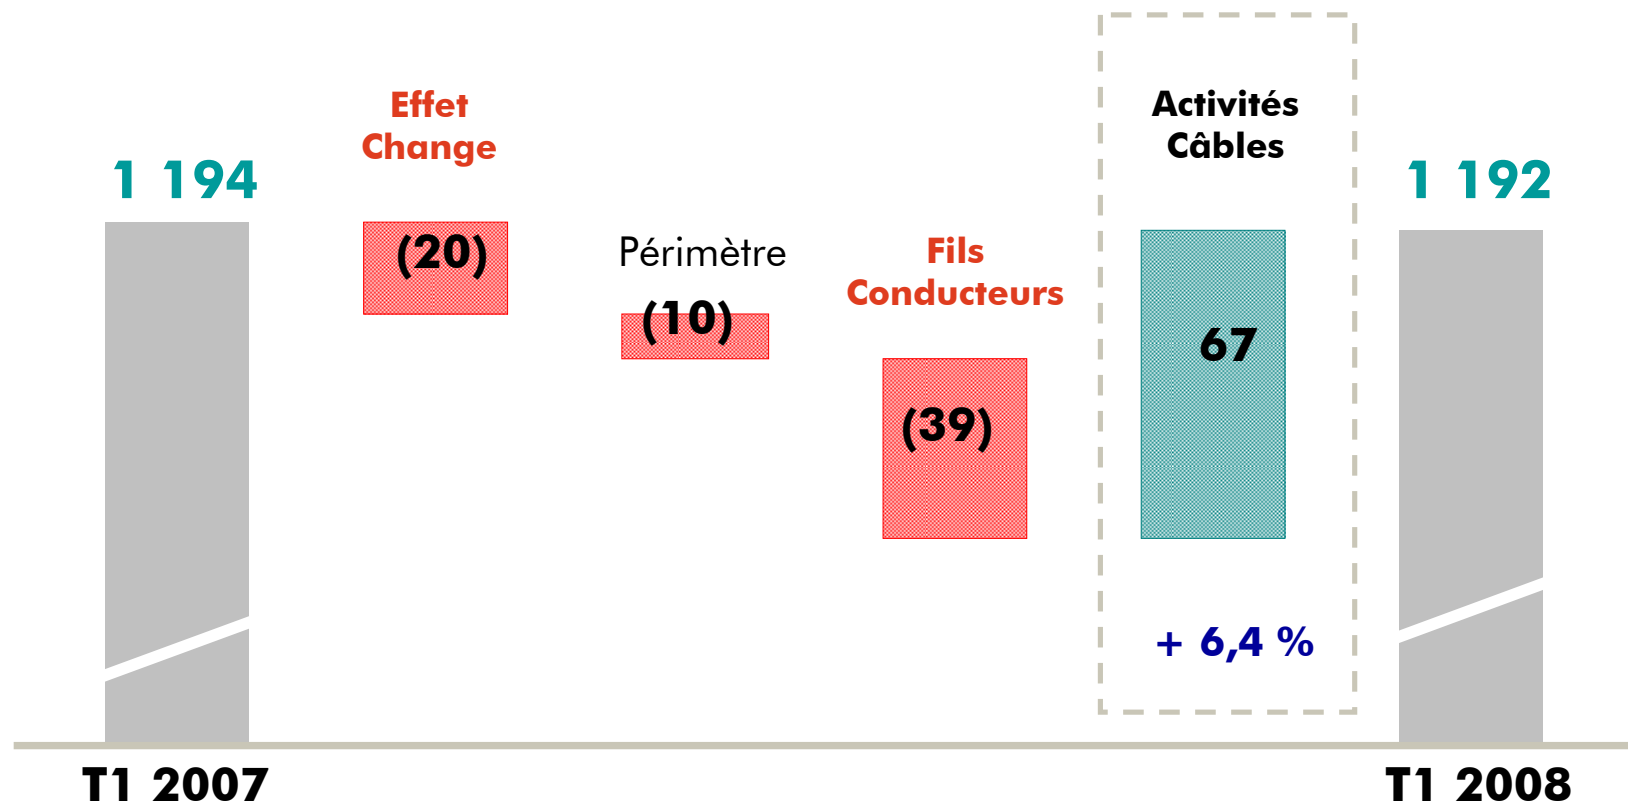 Effet
Change
Activités
Câbles
1 194
1 192
(20)
Périmètre
Fils
Conducteurs
(10)
67
(39)
+ 6,4 %
T1 2007
T1 2008